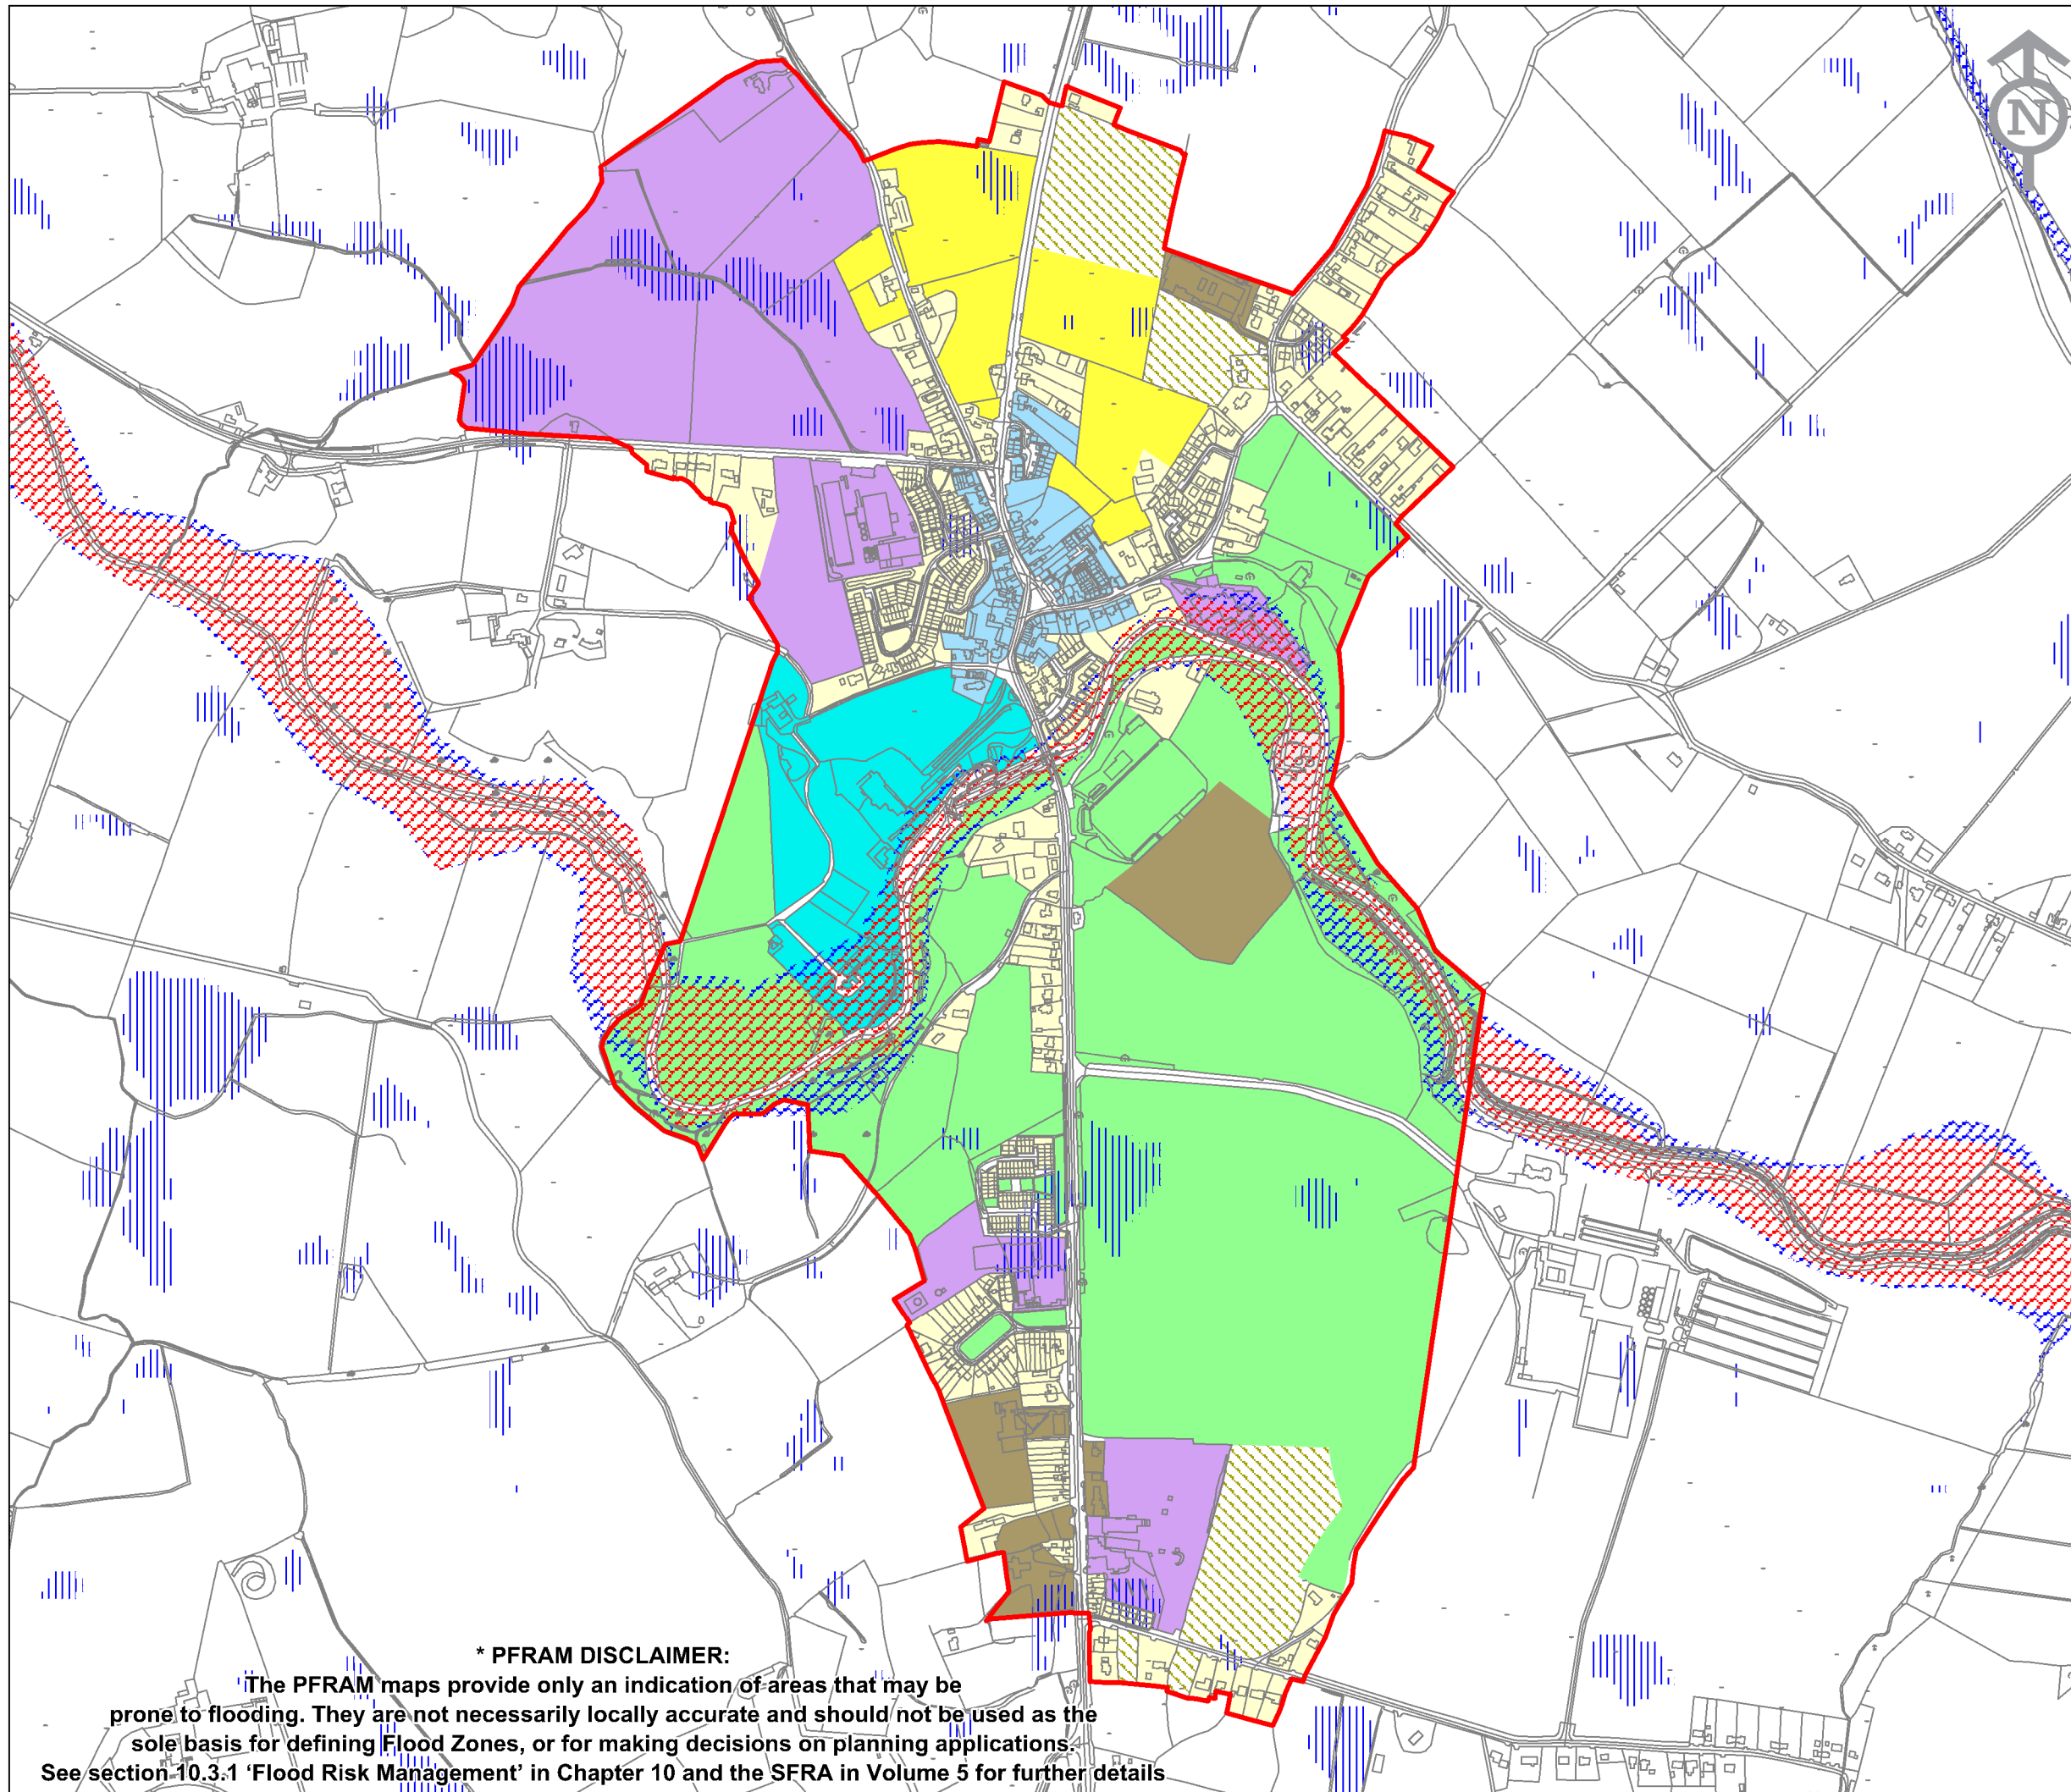 N
* PFRAM DISCLAIMER:
The PFRAM maps provide only an indication of areas that may be
prone to flooding. They are not necessarily locally accurate and should not be used as the
sole basis for defining Flood Zones, or for making decisions on planning applications.
See section 10.3.1 ‘Flood Risk Management’ in Chapter 10 and the SFRA in Volume 5 for further details